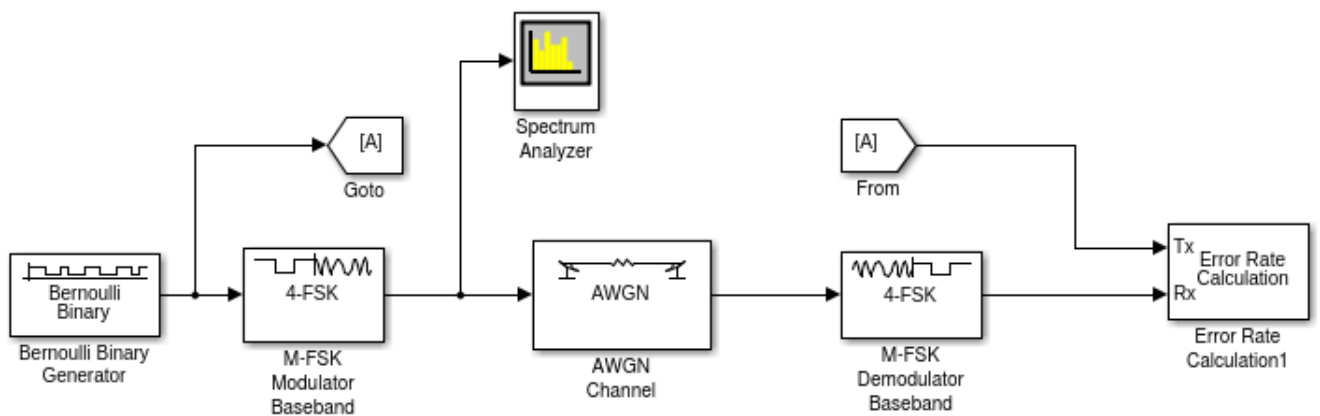 Spectrum
Analyzer
[A]
Goto
[A]
From
Bernoulli
Binary
Bernoulli Binary
Generator
4-FSK
M-FSK
Modulator
Baseband
AWGN
AWGN
Channel
4-FSK
M-FSK
Demodulator
Baseband
Tx
Error Rate
Calculation
Rx
Error Rate
Calculation1